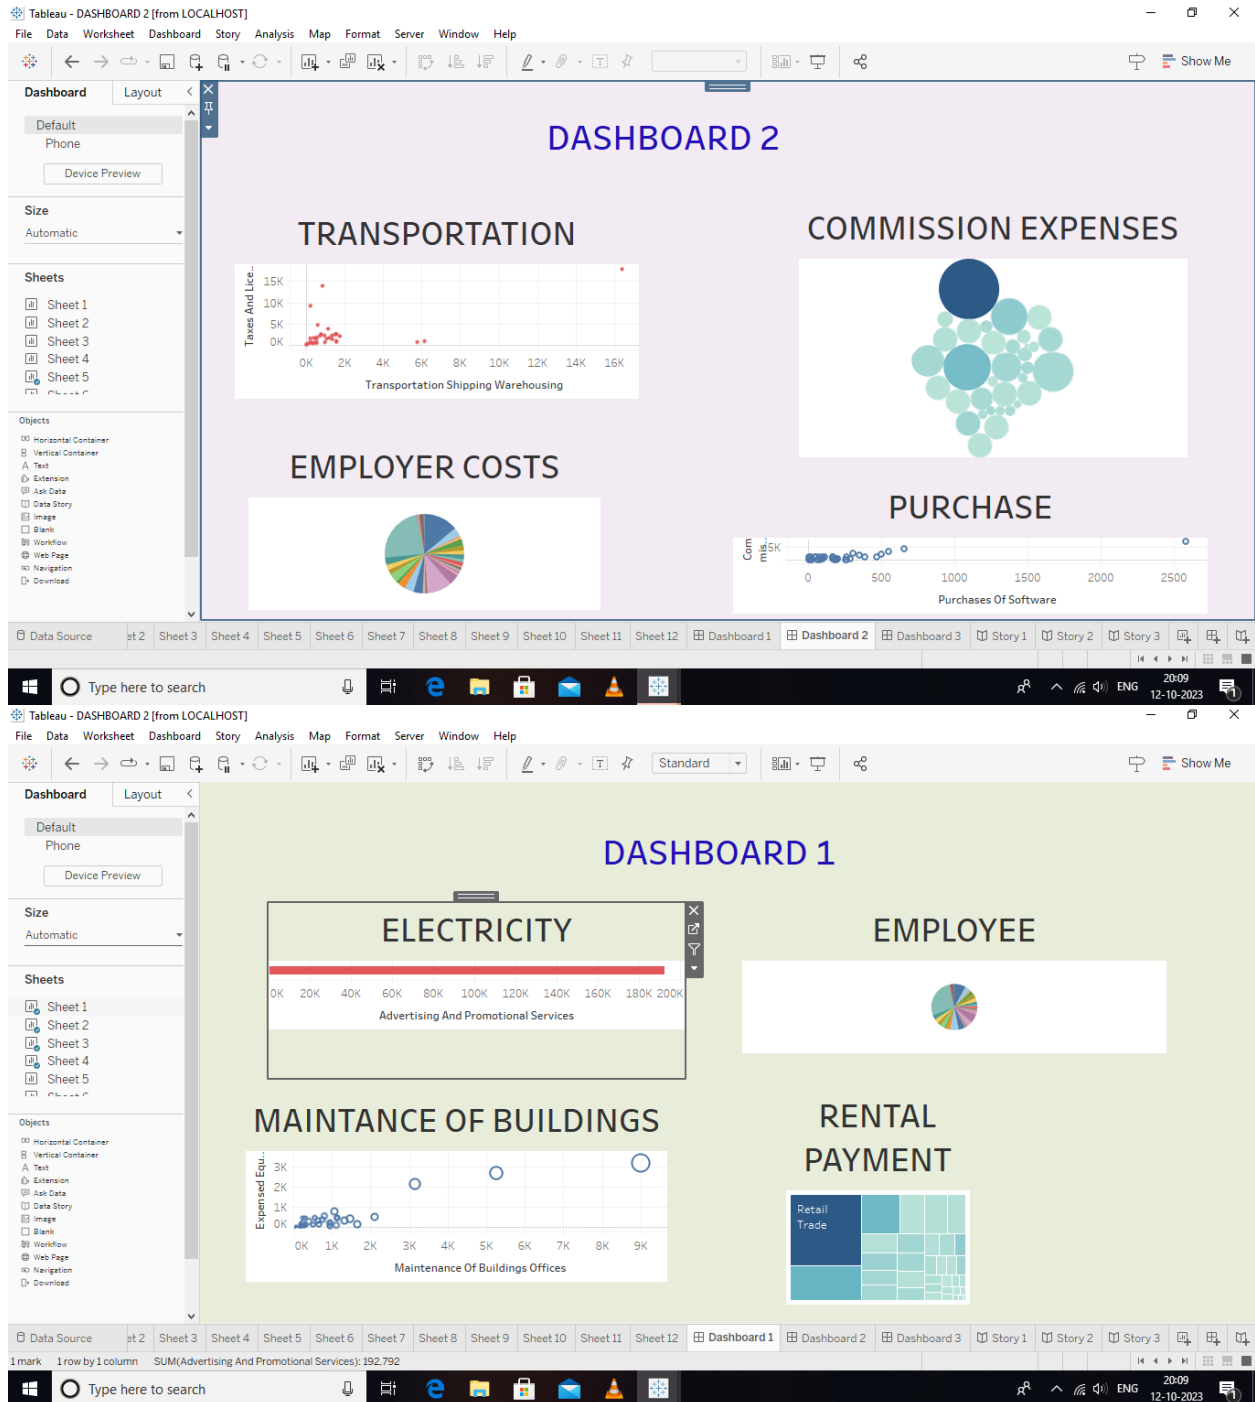 Tableau - DASHBOARD 2 [from LOCALHOST]
File Data Worksheet Dashboard Story Analysis Map Format Server Window Help
Show Me
Dashboard Layout
Default
Phone
Device Preview
Size
Automatic
Sheets
Sheet 1
Sheet 2
Sheet 3
Sheet 4
Sheet 5
Objects
Horizontal Container
Vertical Container
Text
Extension
Ask Data
Data Story
Image
Blank
Workflow
Web Page
Navigation
Download
DASHBOARD 2
TRANSPORTATION
Taxes And Lice..
15K
10K
5K
0K
0K 2K 4K 6K 8K 10K 12K 14K 16K
Transportation Shipping Warehousing
COMMISSION EXPENSES
EMPLOYER COSTS
PURCHASE
Com
mis..
5K
0 500 1000 1500 2000 2500
Purchases Of Software
Data Source et 2 Sheet 3 Sheet 4 Sheet 5 Sheet 6 Sheet 7 Sheet 8 Sheet 9 Sheet 10 Sheet 11 Sheet 12 Dashboard 1 Dashboard 2 Dashboard 3 Story 1 Story 2 Story 3
Type here to search
ENG
20:09
12-10-2023
1
Tableau - DASHBOARD 2 [from LOCALHOST]
File Data Worksheet Dashboard Story Analysis Map Format Server Window Help
Standard
Show Me
Dashboard Layout
Default
Phone
Device Preview
Size
Automatic
Sheets
Sheet 1
Sheet 2
Sheet 3
Sheet 4
Sheet 5
Objects
Horizontal Container
Vertical Container
Text
Extension
Ask Data
Data Story
Image
Blank
Workflow
Web Page
Navigation
Download
DASHBOARD 1
ELECTRICITY
0K 20K 40K 60K 80K 100K 120K 140K 160K 180K 200K
Advertising And Promotional Services
EMPLOYEE
MAINTANCE OF BUILDINGS
Expensed Equ..
3K
2K
1K
0K
0K 1K 2K 3K 4K 5K 6K 7K 8K 9K
Maintenance Of Buildings Offices
RENTAL
PAYMENT
Retail
Trade
Data Source et 2 Sheet 3 Sheet 4 Sheet 5 Sheet 6 Sheet 7 Sheet 8 Sheet 9 Sheet 10 Sheet 11 Sheet 12 Dashboard 1 Dashboard 2 Dashboard 3 Story 1 Story 2 Story 3
1 mark 1 row by 1 column SUM(Advertising And Promotional Services): 192,792
Type here to search
ENG
20:09
12-10-2023
1